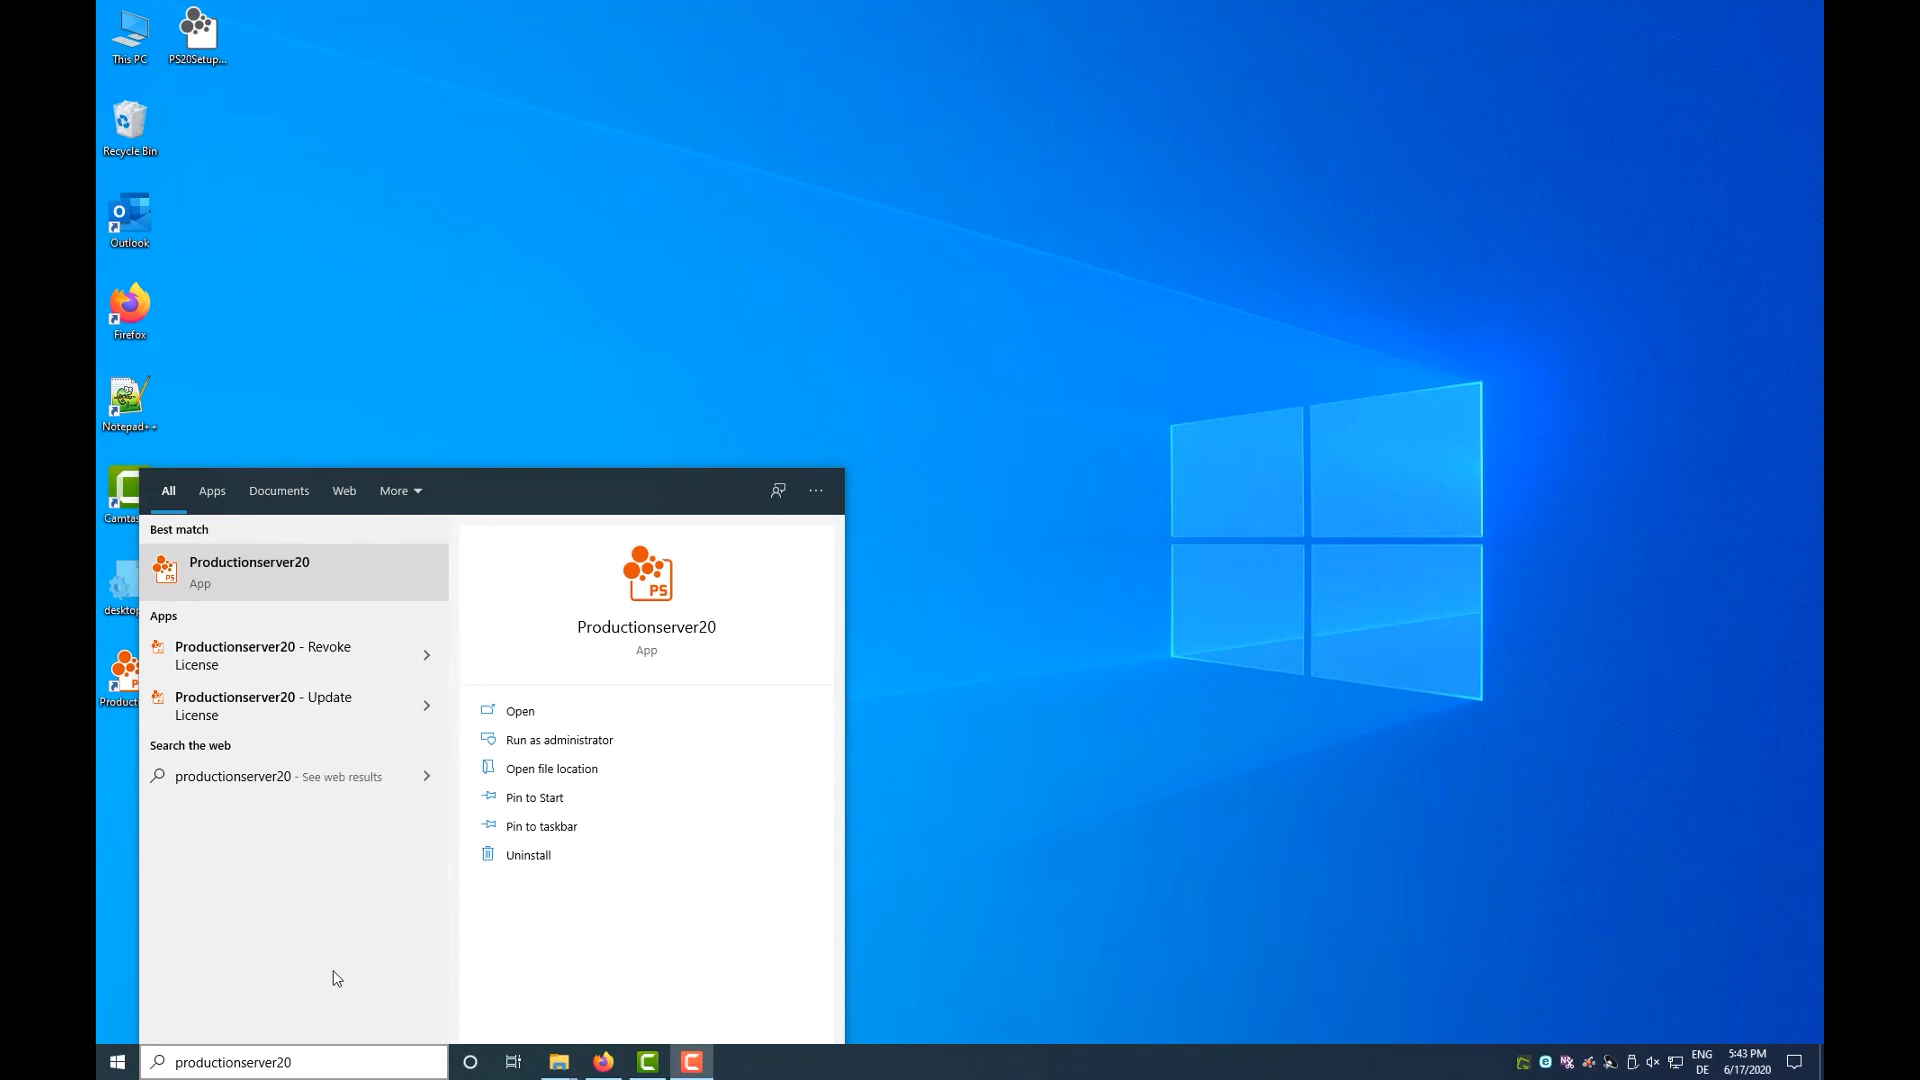 This PC
PS20Setup...
Recycle Bin
Outlook
Firefox
Notepad++
Camtas
desktop
Product
All
Apps
Documents
Web
More
Best match
Productionserver20
App
Apps
Productionserver20 - Revoke
License
Productionserver20 - Update
License
Search the web
productionserver20 - See web results
PS
Productionserver20
App
Open
Run as administrator
Open file location
Pin to Start
Pin to taskbar
Uninstall
productionserver20
ENG
DE
5:43 PM
6/17/2020